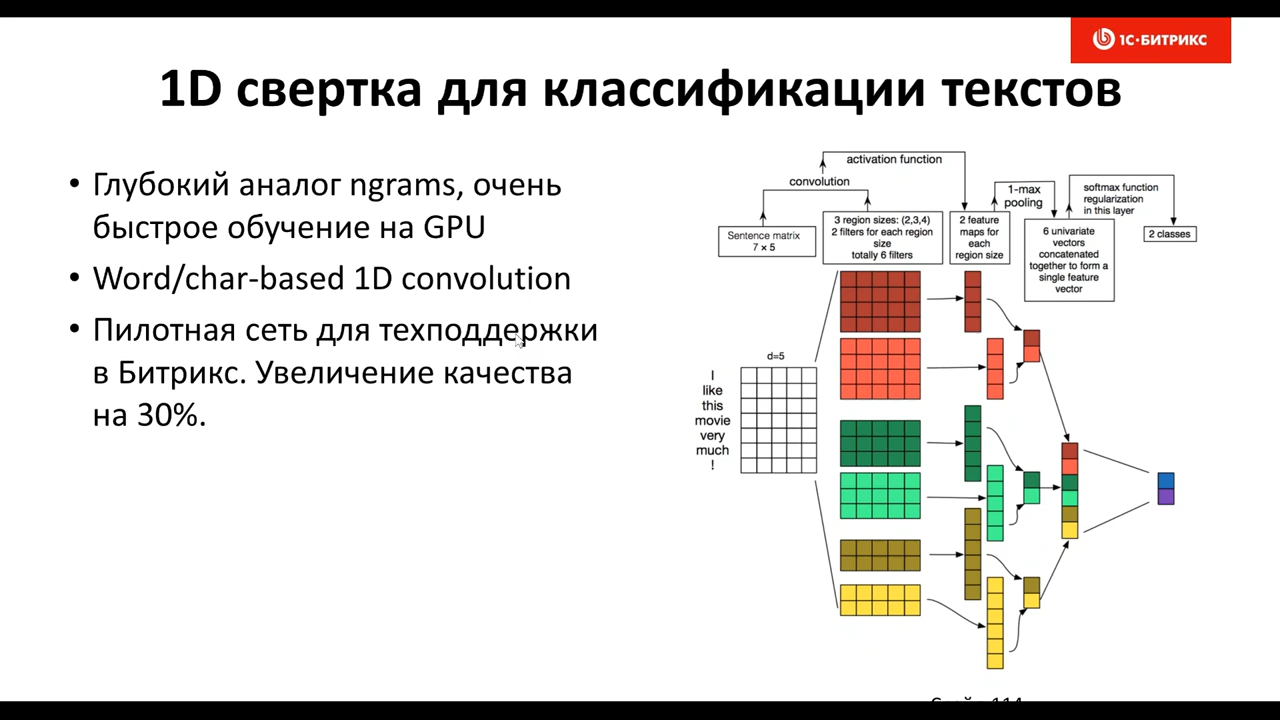 1С·БИТРИКС
1D свертка для классификации текстов
• Глубокий аналог ngrams, очень
быстрое обучение на GPU
• Word/char-based 1D convolution
• Пилотная сеть для техподдержки
в Битрикс. Увеличение качества
на 30%.
activation function
convolution
1-max
pooling
softmax function
regularization
in this layer
Sentence matrix
7 × 5
3 region sizes: (2,3,4)
2 filters for each region
size
totally 6 filters
2 feature
maps for
each
region size
6 univariate
vectors
concatenated
together to form a
single feature
vector
2 classes
d=5
I
like
this
movie
very
much
!